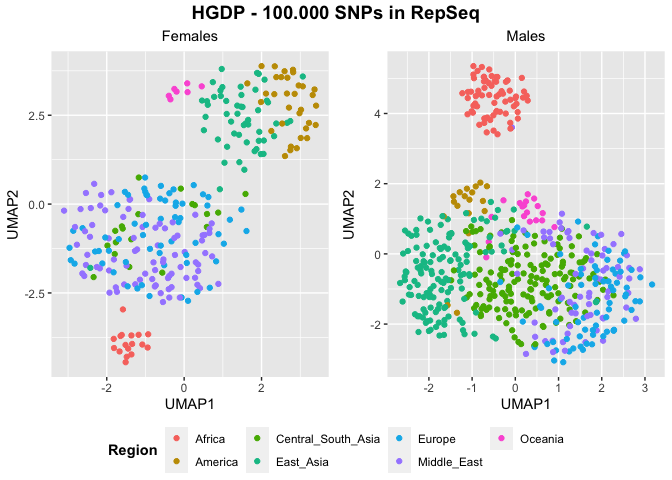 HGDP - 100.000 SNPs in RepSeq
Females
Males
2.5
0.0
-2.5
UMAP2
-2
0
2
UMAP1
4
2
0
-2
UMAP2
-2
-1
0
1
2
3
UMAP1
Region
Africa
Central_South_Asia
Europe
Oceania
America
East_Asia
Middle_East